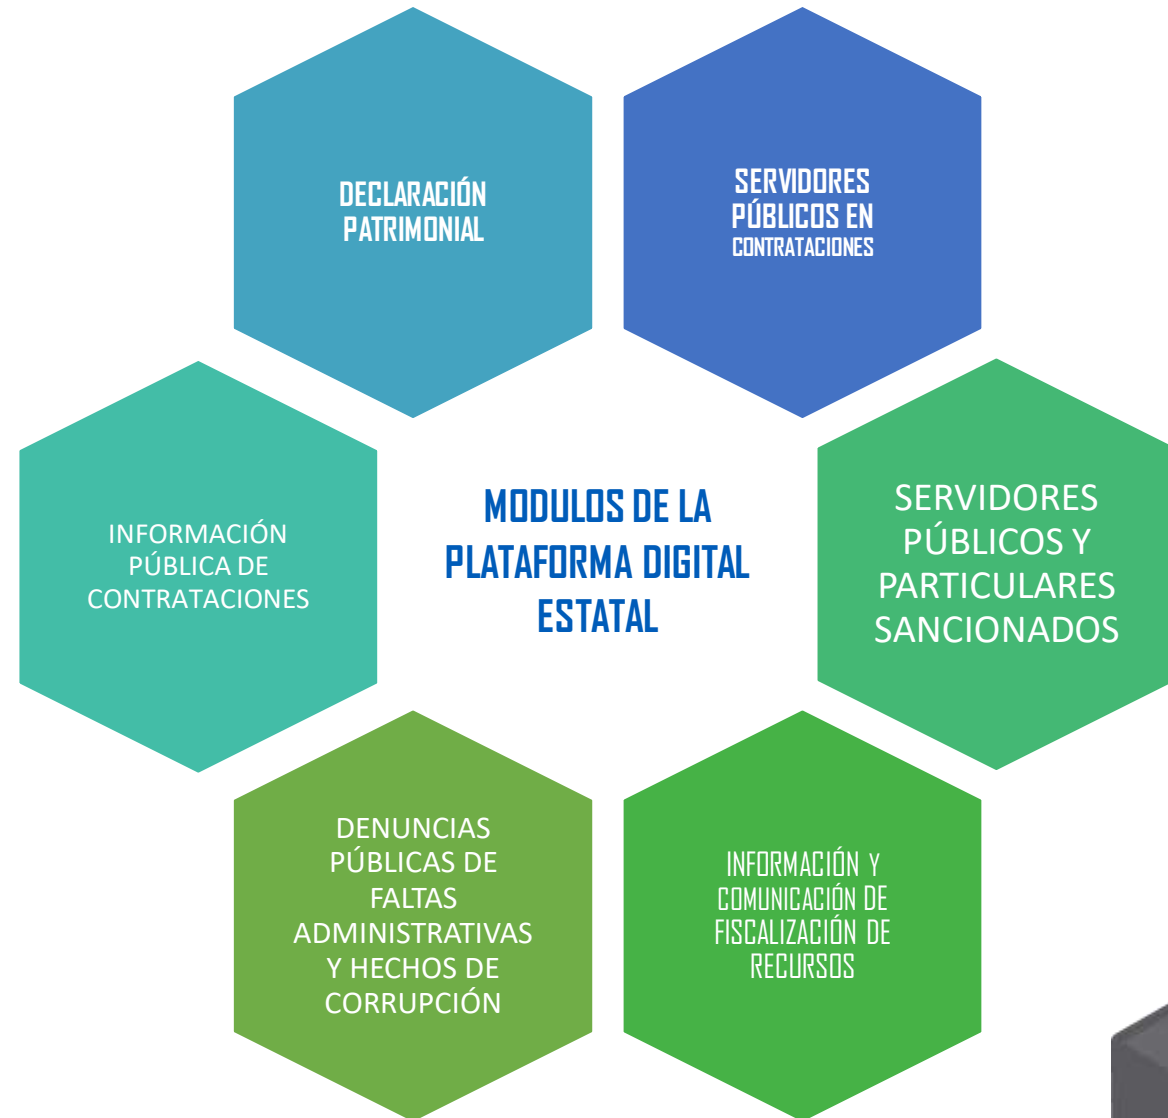 DECLARACIÓN
PATRIMONIAL
SERVIDORES
PÚBLICOS EN
CONTRATACIONES
INFORMACIÓN
PÚBLICA DE
CONTRATACIONES
MODULOS DE LA
PLATAFORMA DIGITAL
ESTATAL
SERVIDORES
PÚBLICOS Y
PARTICULARES
SANCIONADOS
DENUNCIAS
PÚBLICAS DE
FALTAS
ADMINISTRATIVAS
Y HECHOS DE
CORRUPCIÓN
INFORMACIÓN Y
COMUNICACIÓN DE
FISCALIZACIÓN DE
RECURSOS